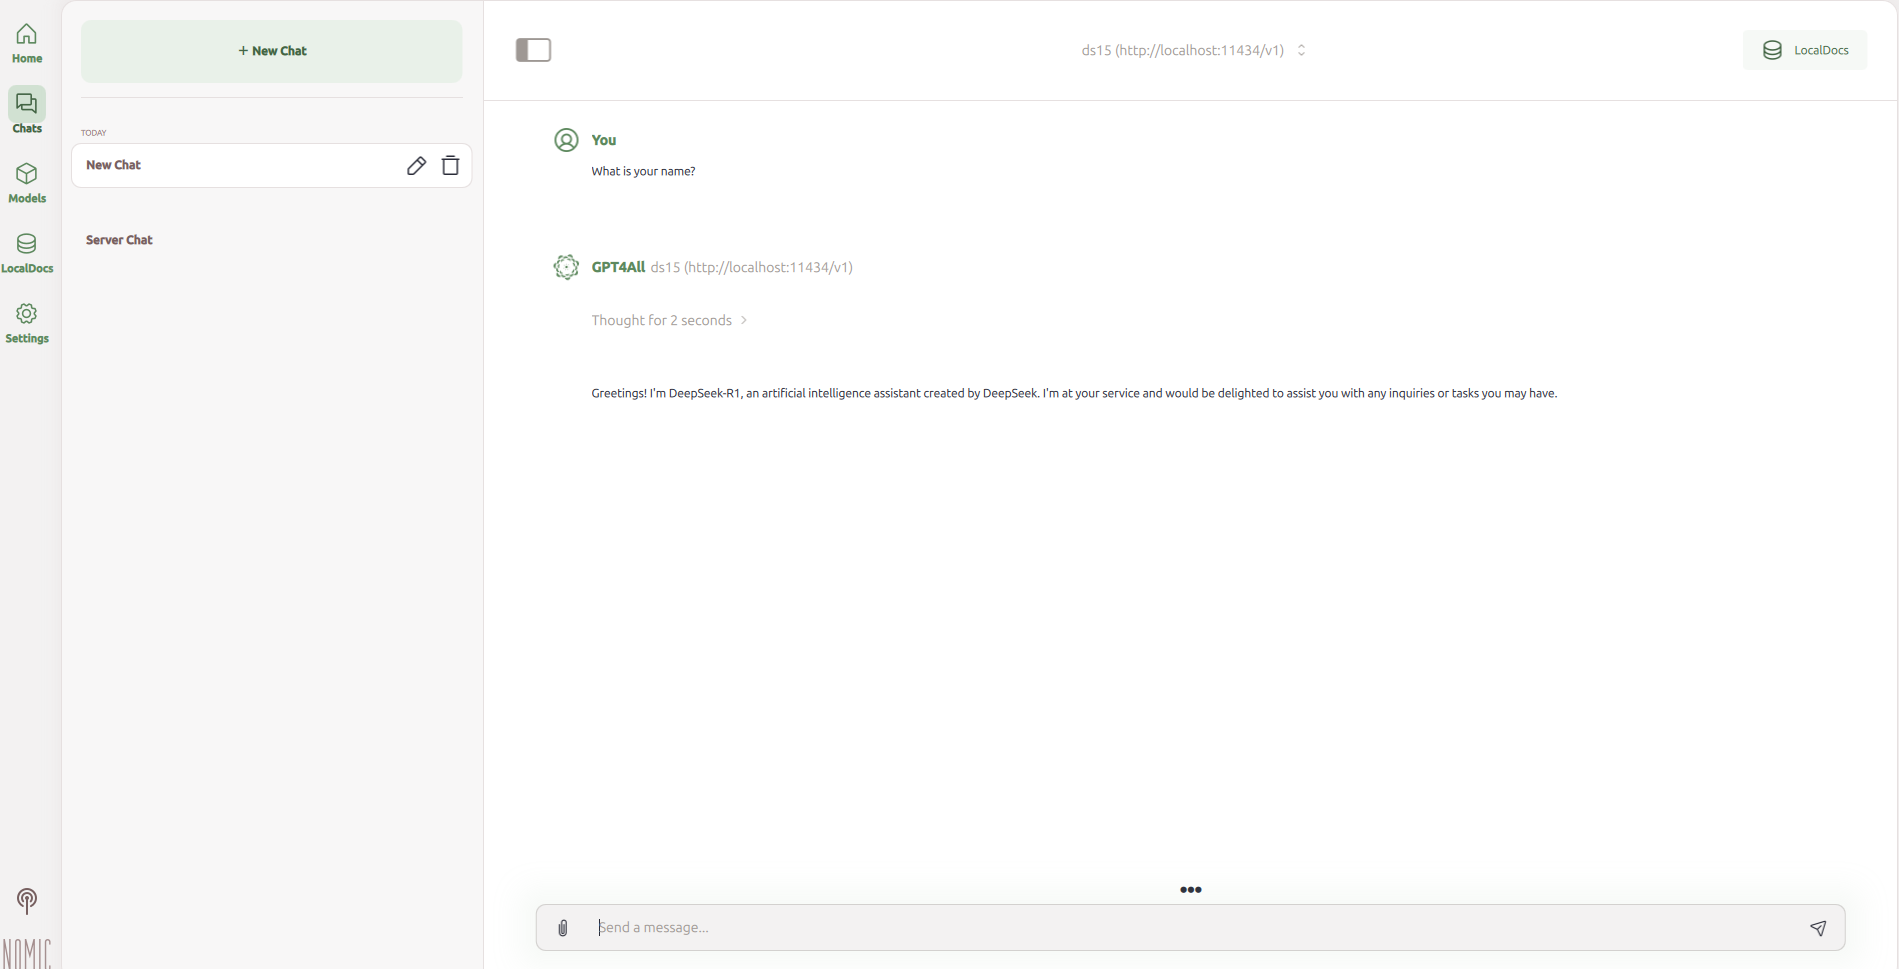 Home
Chats
Models
LocalDocs
Settings
NOMIC
+ New Chat
TODAY
New Chat
Server Chat
ds15 (http://localhost:11434/v1)
LocalDocs
You
What is your name?
GPT4All ds15 (http://localhost:11434/v1)
Thought for 2 seconds >
Greetings! I'm DeepSeek-R1, an artificial intelligence assistant created by DeepSeek. I'm at your service and would be delighted to assist you with any inquiries or tasks you may have.
•••
Send a message...